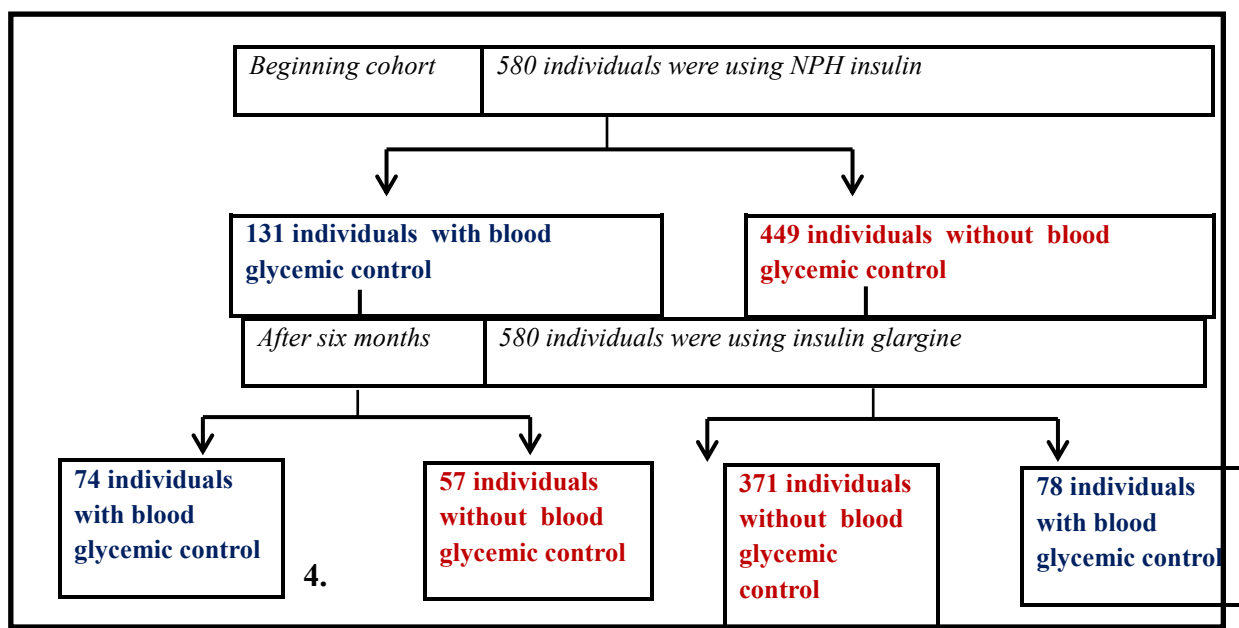 Beginning cohort
580 individuals were using NPH insulin
131 individuals with blood
glycemic control
449 individuals without blood
glycemic control
After six months
580 individuals were using insulin glargine
74 individuals
with blood
glycemic control
57 individuals
without blood
glycemic control
371 individuals
without blood
glycemic
control
78 individuals
with blood
glycemic control
4.